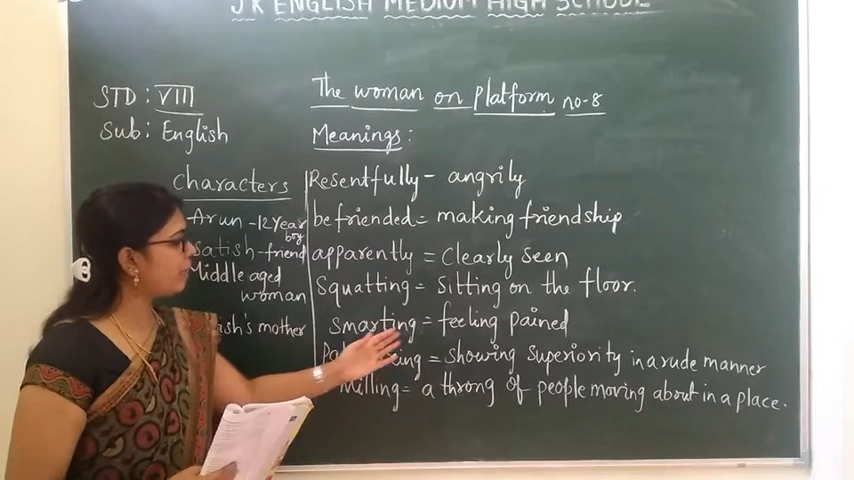 JK ENGLISH MEDIUM HIGH SCHOOL
STD : VIII
Sub : English
The woman on platform no-8
Meanings :
characters
Arun - 12 year boy
Satish - friend
Middle aged woman
mother
Resentfully - angrily
befriended = making friendship
apparently = clearly seen
Squatting = Sitting on the floor.
Smarting = feeling pained
= showing superiority in a rude manner
Milling = a throng of people moving about in a place.